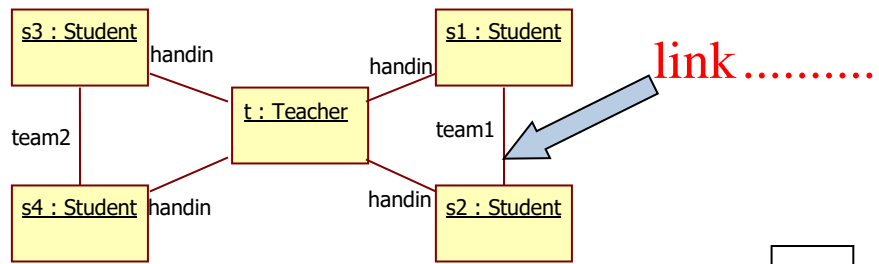 s3 : Student
s1 : Student
handin
handin
link ..........
t : Teacher
team2
team1
s4 : Student
handin
handin
s2 : Student